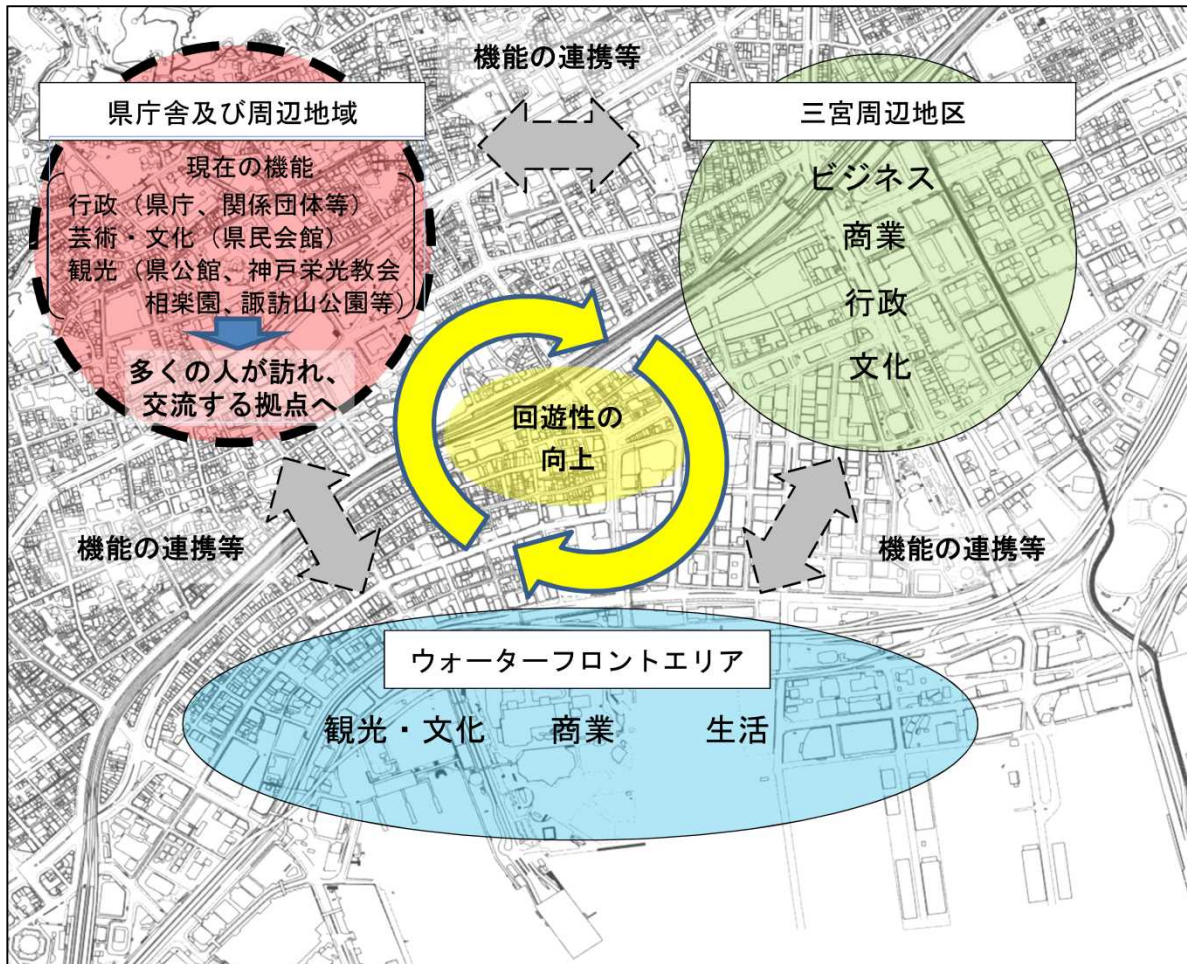 機能の連携等
県庁舎及び周辺地域
現在の機能
行政（県庁、関係団体等）
芸術・文化（県民会館）
観光（県公館、神戸栄光教会
相楽園、諏訪山公園等）
多くの人が訪れ、
交流する拠点へ
三宮周辺地区
ビジネス
商業
行政
文化
回遊性の
向上
機能の連携等
機能の連携等
ウォーターフロントエリア
観光・文化　商業　生活